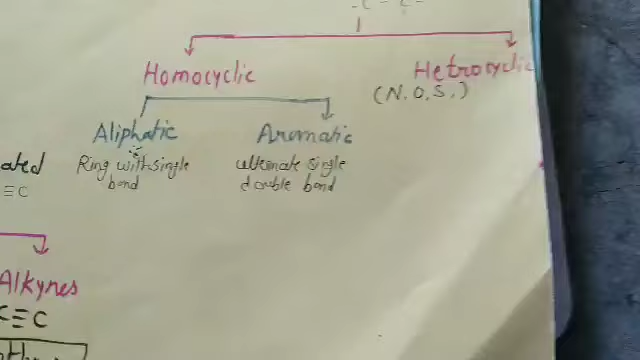 Homocyclic
Hetrocyclic
(N.O.S.)
Aliphatic
Aromatic
Ring with single
bond
alternate single
double bond
ated
≡C
Alkynes
C≡C